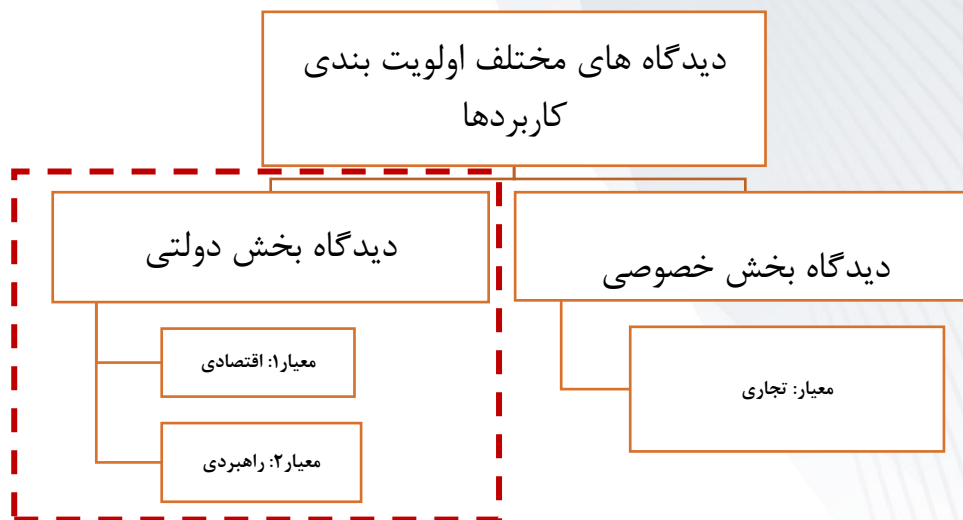 دیدگاه های مختلف اولویت بندی
کاربردها
دیدگاه بخش خصوصی
معیار: تجاری
دیدگاه بخش دولتی
معیار۱: اقتصادی
معیار۲: راهبردی